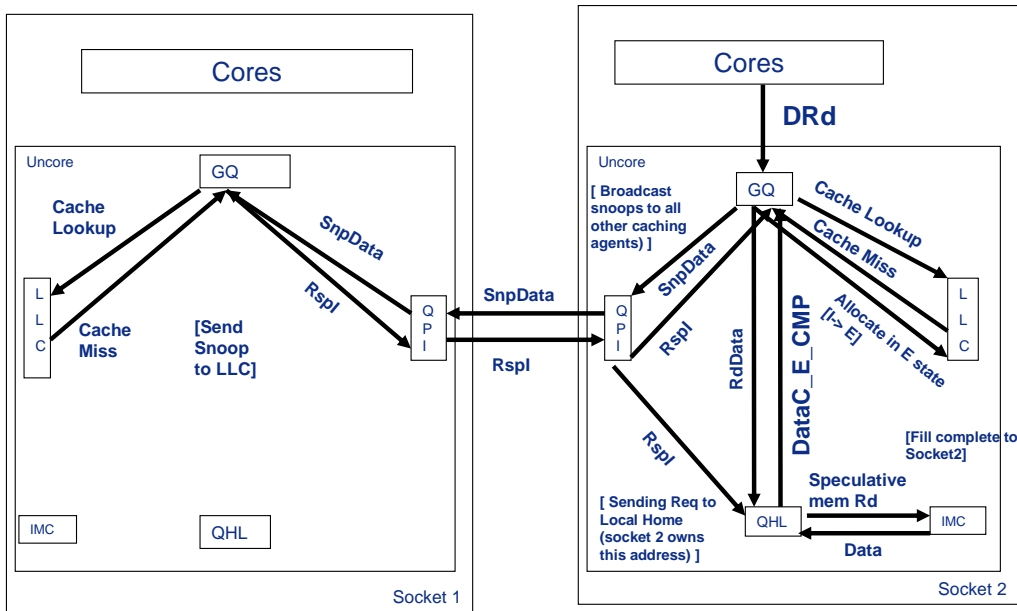 Cores
Uncore
GQ
Cache
Lookup
SnpData
RspI
L
L
C
Cache
Miss
[Send
Snoop
to LLC]
Q
P
I
IMC
QHL
Socket 1
SnpData
RspI
Cores
DRd
Uncore
GQ
[ Broadcast
snoops to all
other caching
agents) ]
Cache Lookup
Cache Miss
Allocate in E state
[I-> E]
SnpData
RspI
Q
P
I
L
L
C
RdData
DataC_E_CMP
RspI
[Fill complete to
Socket2]
Speculative
mem Rd
[ Sending Req to
Local Home
(socket 2 owns
this address) ]
QHL
IMC
Data
Socket 2